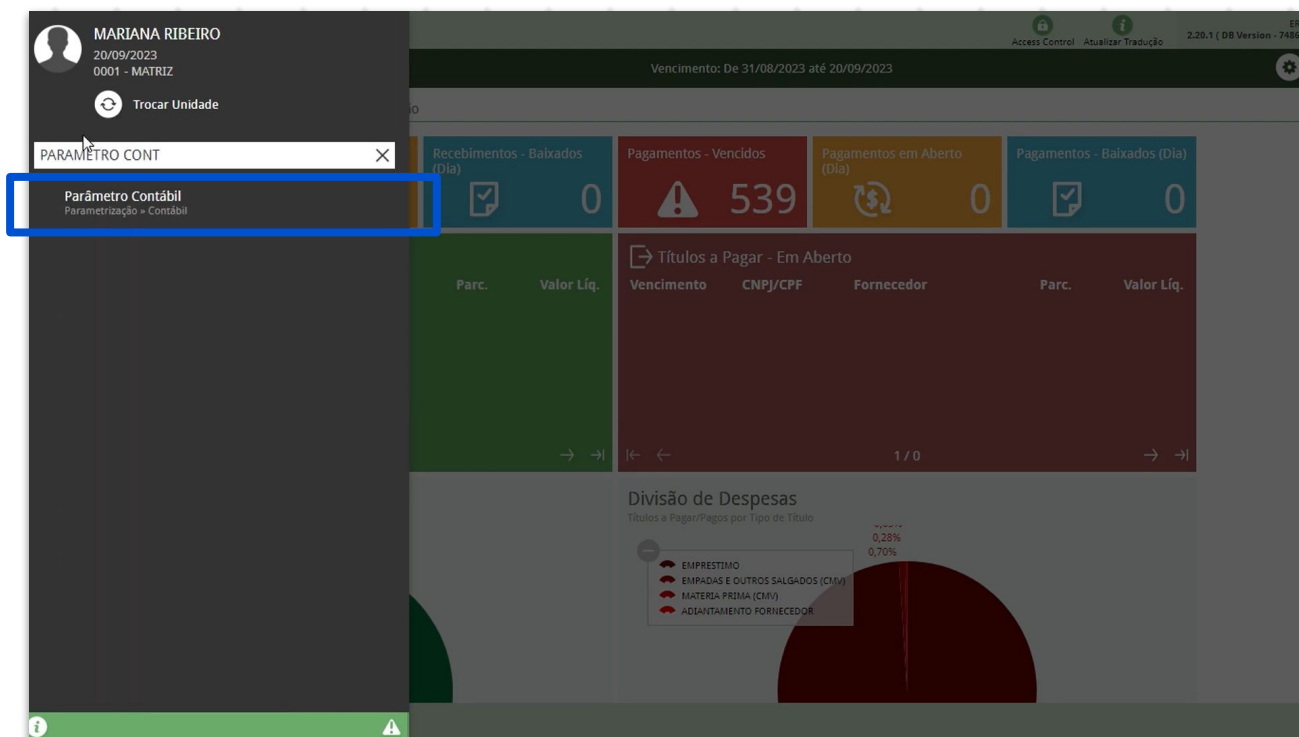 MARIANA RIBEIRO
20/09/2023
0001 - MATRIZ
Trocar Unidade
PARAMETRO CONT
Parâmetro Contábil
Parametrização » Contábil
Access Control
Atualizar Tradução
2.20.1 ( DB Version - 7486
Vencimento: De 31/08/2023 até 20/09/2023
Recebimentos - Baixados
(Dia)
0
Pagamentos - Vencidos
539
Pagamentos em Aberto
(Dia)
0
Pagamentos - Baixados (Dia)
0
Parc. Valor Líq.
Títulos a Pagar - Em Aberto
Vencimento CNPJ/CPF Fornecedor Parc. Valor Líq.
1 / 0
Divisão de Despesas
Títulos a Pagar/Pagos por Tipo de Título
0,28%
0,70%
EMPRESTIMO
EMPADAS E OUTROS SALGADOS (CMV)
MATERIA PRIMA (CMV)
ADIANTAMENTO FORNECEDOR